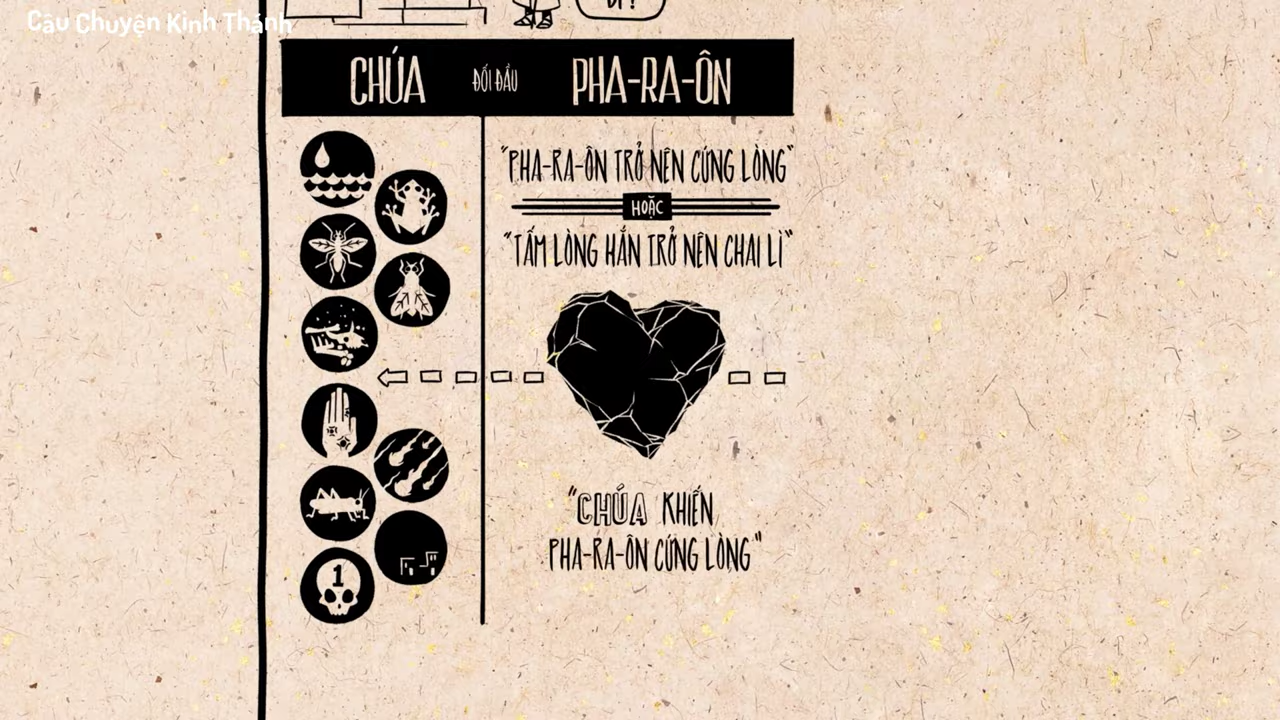 Câu Chuyện Kinh Thánh
CHÚA ĐỐI ĐẦU PHA-RA-ÔN
"PHA-RA-ÔN TRỞ NÊN CỨNG LÒNG"
HOẶC
"TẤM LÒNG HẮN TRỞ NÊN CHAI LÌ"
"CHÚA KHIẾN
PHA-RA-ÔN CỨNG LÒNG"
1